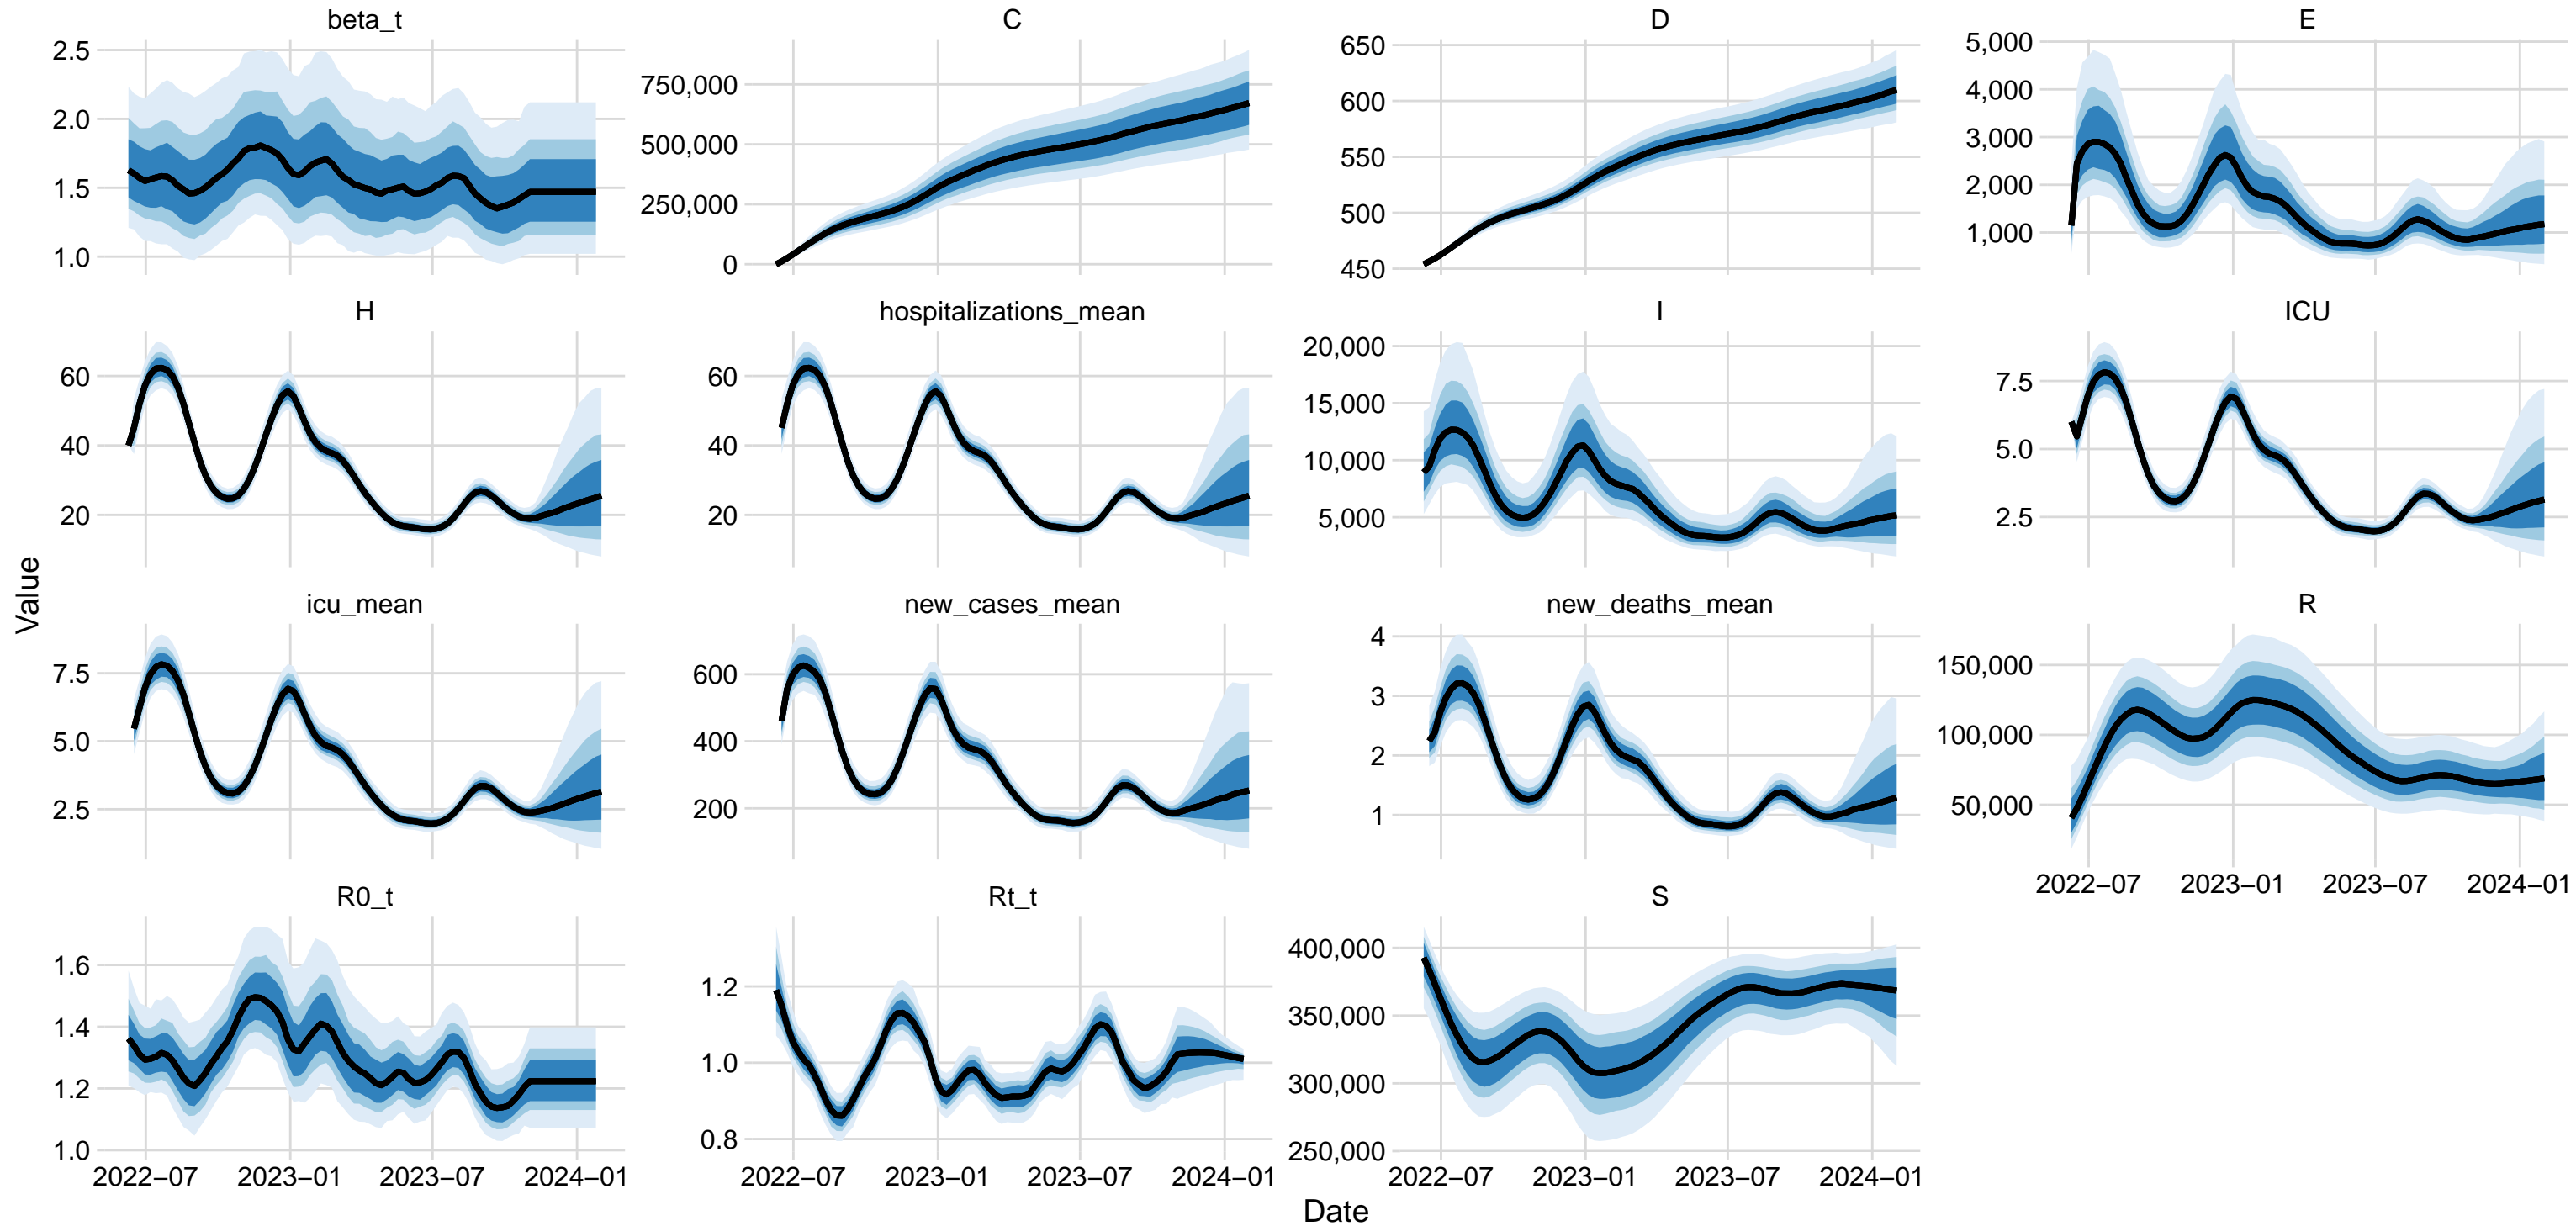 beta_t
C
D
E
2.5
2.0
1.5
1.0
750,000
500,000
250,000
0
650
600
550
500
450
5,000
4,000
3,000
2,000
1,000
H
hospitalizations_mean
I
ICU
60
40
20
60
40
20
20,000
15,000
10,000
5,000
7.5
5.0
2.5
Value
icu_mean
new_cases_mean
new_deaths_mean
R
7.5
5.0
2.5
600
400
200
4
3
2
1
150,000
100,000
50,000
2022−07 2023−01 2023−07 2024−01
R0_t
Rt_t
S
1.6
1.4
1.2
1.0
1.2
1.0
0.8
400,000
350,000
300,000
250,000
2022−07 2023−01 2023−07 2024−01
2022−07 2023−01 2023−07 2024−01
2022−07 2023−01 2023−07 2024−01
Date